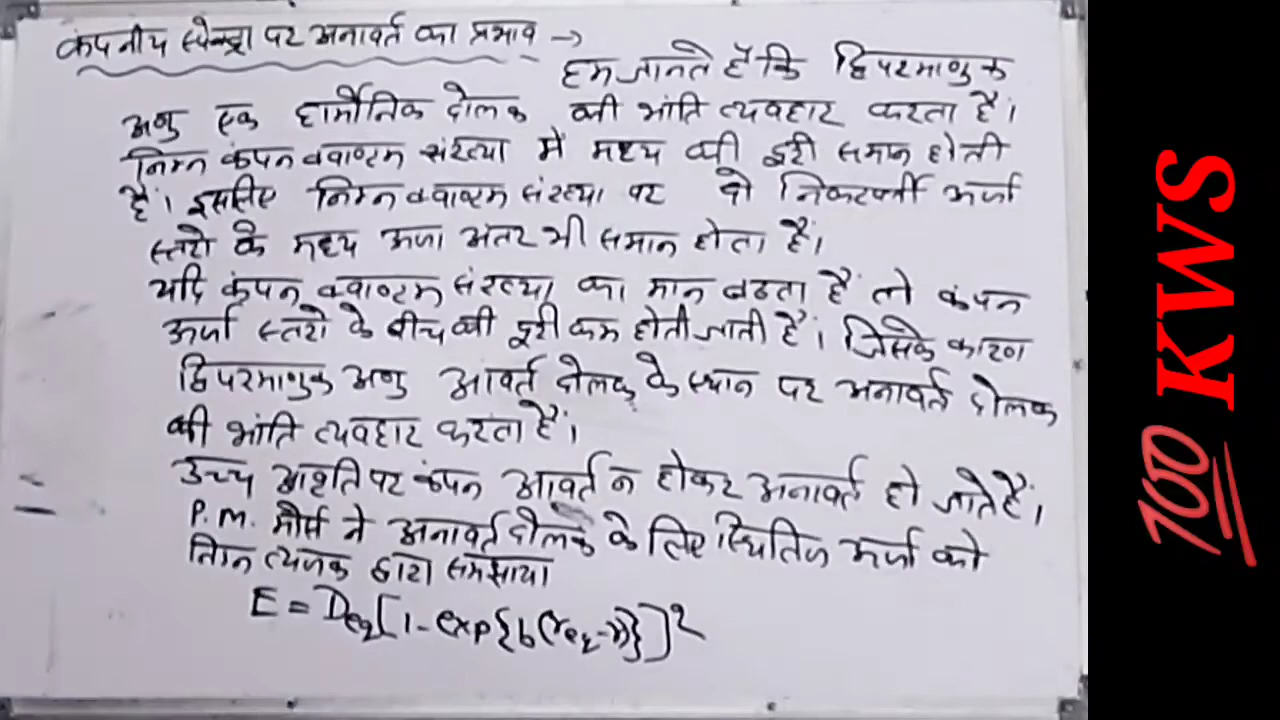 कंपनीय स्पेक्ट्रा पर अनावर्त का प्रभाव →
हम जानते हैं कि द्विपरमाणुक
अणु एक हार्मोनिक दोलक की भांति व्यवहार करता है।
निम्न कंपन क्वाण्टम संख्या में मध्य की दूरी समान होती
है। इसलिए निम्न क्वाण्टम संख्या पर दो निकटवर्ती ऊर्जा
स्तरो के मध्य ऊर्जा अंतर भी समान होता है।
यदि कंपन क्वाण्टम संख्या का मान बढता है तो कंपन
ऊर्जा स्तरो के बीच की दूरी कम होती जाती है। जिसके कारण
द्विपरमाणुक अणु आवर्त दोलक के स्थान पर अनावर्त दोलक
की भांति व्यवहार करता है।
उच्च आवृति पर कंपन आवर्त न होकर अनावर्त हो जाते हैं।
P.M. मोर्स ने अनावर्त दोलक के लिए स्थितिज ऊर्जा को
निम्न व्यंजक द्वारा समझाया
E = Deq[1-exp{b(req-r)}]²
100 KWS